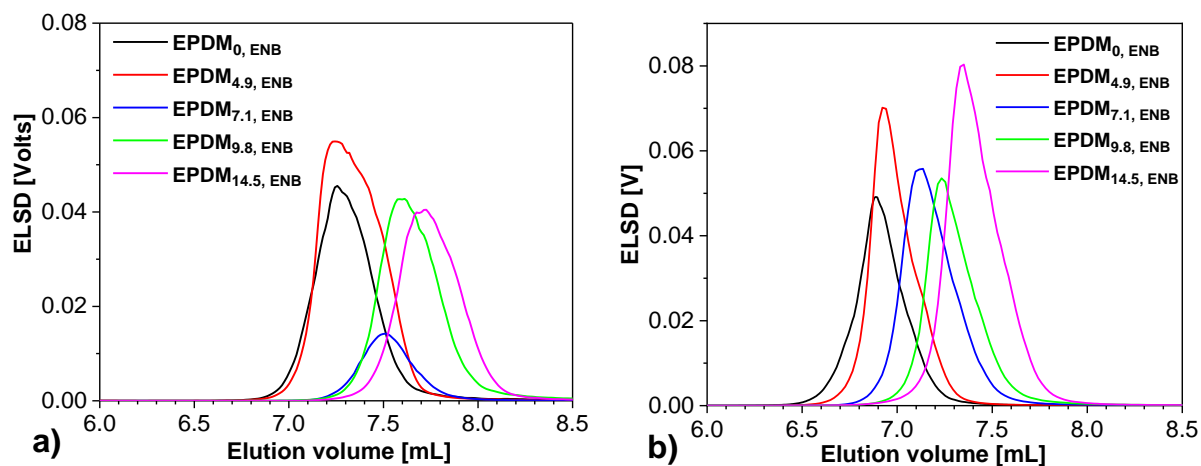 0.08
0.06
0.04
0.02
0.00
ELSD [Volts]
EPDM0, ENB
EPDM4.9, ENB
EPDM7.1, ENB
EPDM9.8, ENB
EPDM14.5, ENB
6.0 6.5 7.0 7.5 8.0 8.5
a)
Elution volume [mL]
0.08
0.06
0.04
0.02
0.00
ELSD [V]
EPDM0, ENB
EPDM4.9, ENB
EPDM7.1, ENB
EPDM9.8, ENB
EPDM14.5, ENB
6.0 6.5 7.0 7.5 8.0 8.5
b)
Elution volume [mL]